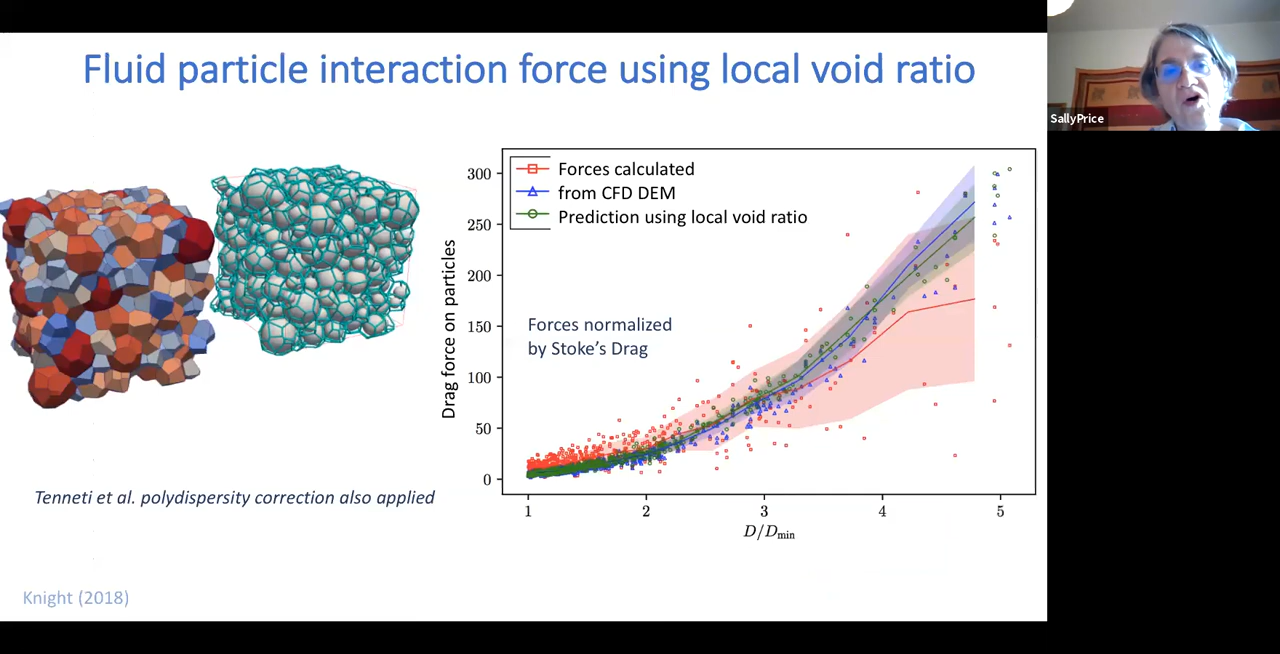 Fluid particle interaction force using local void ratio
SallyPrice
Forces calculated
from CFD DEM
Prediction using local void ratio
Forces normalized
by Stoke's Drag
Drag force on particles
300
250
200
150
100
50
0
1 2 3 4 5
D/Dmin
Tenneti et al. polydispersity correction also applied
Knight (2018)